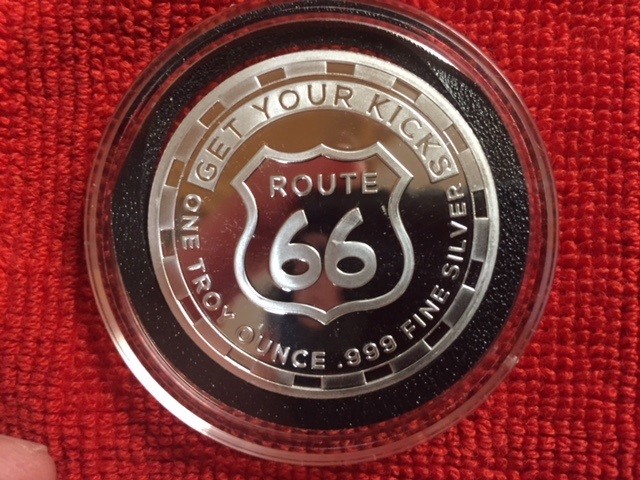 GET YOUR KICKS
ROUTE
66
ONE TROY OUNCE .999 FINE SILVER